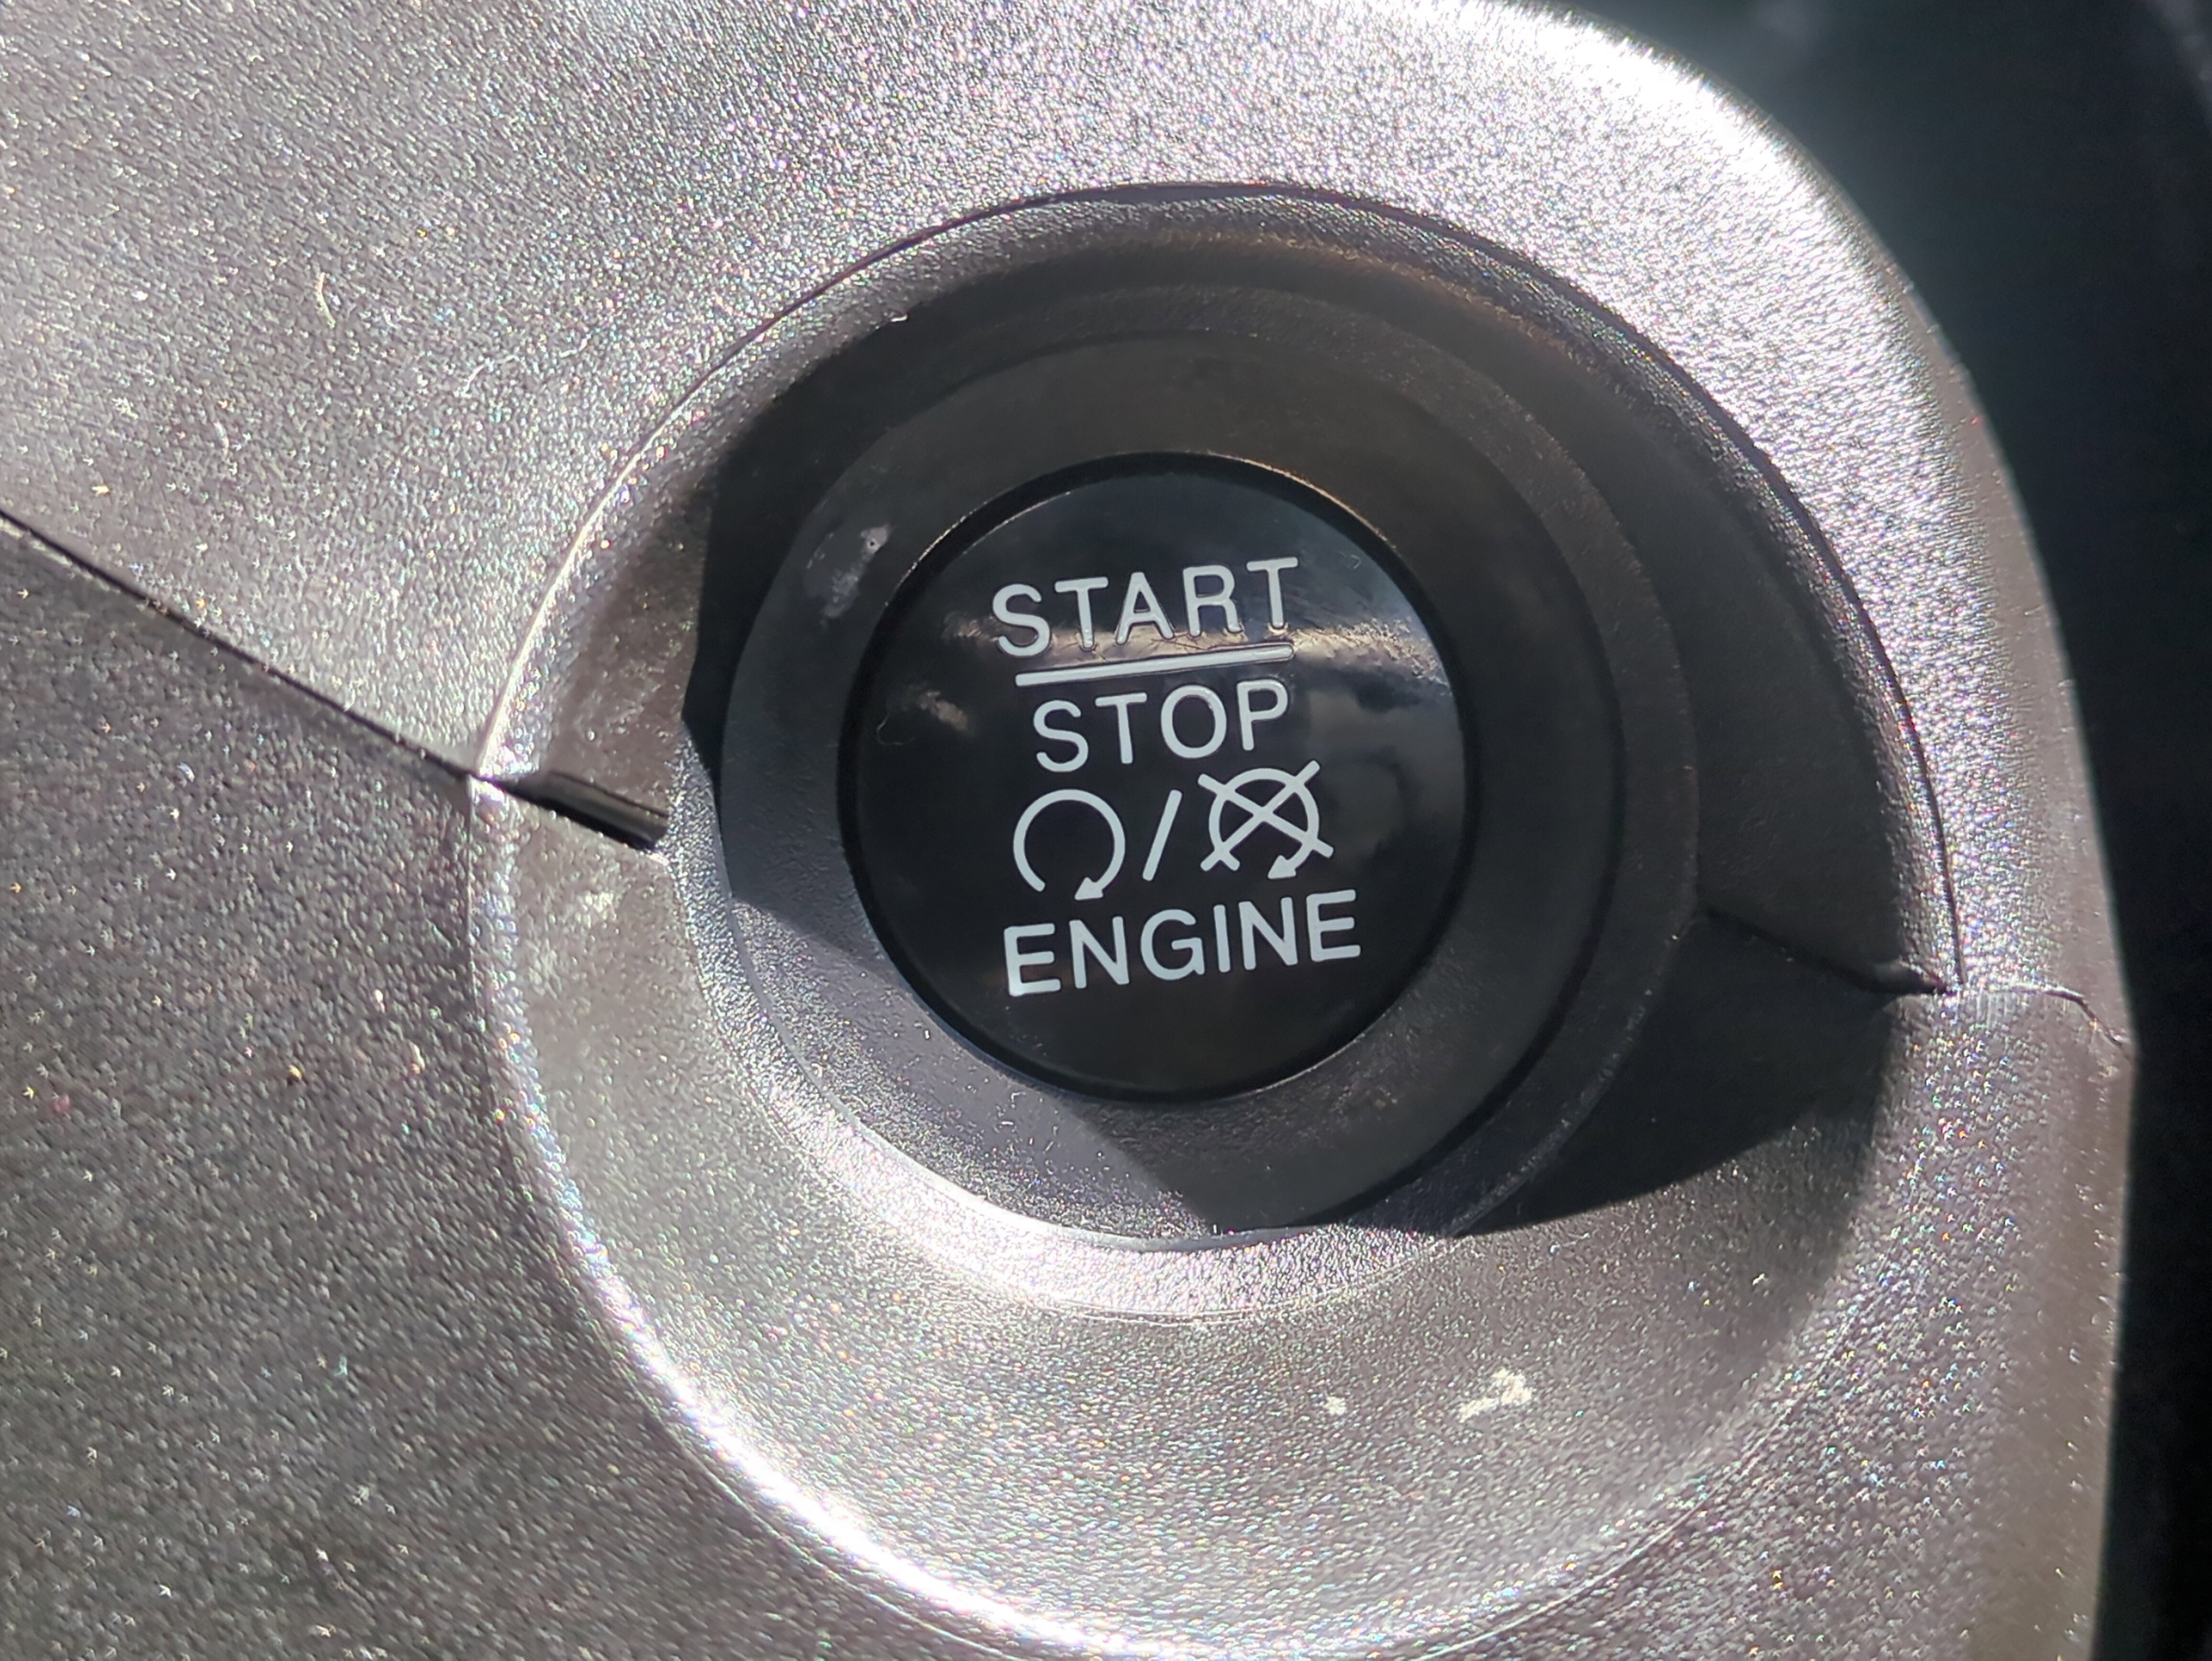 START
STOP
/
ENGINE